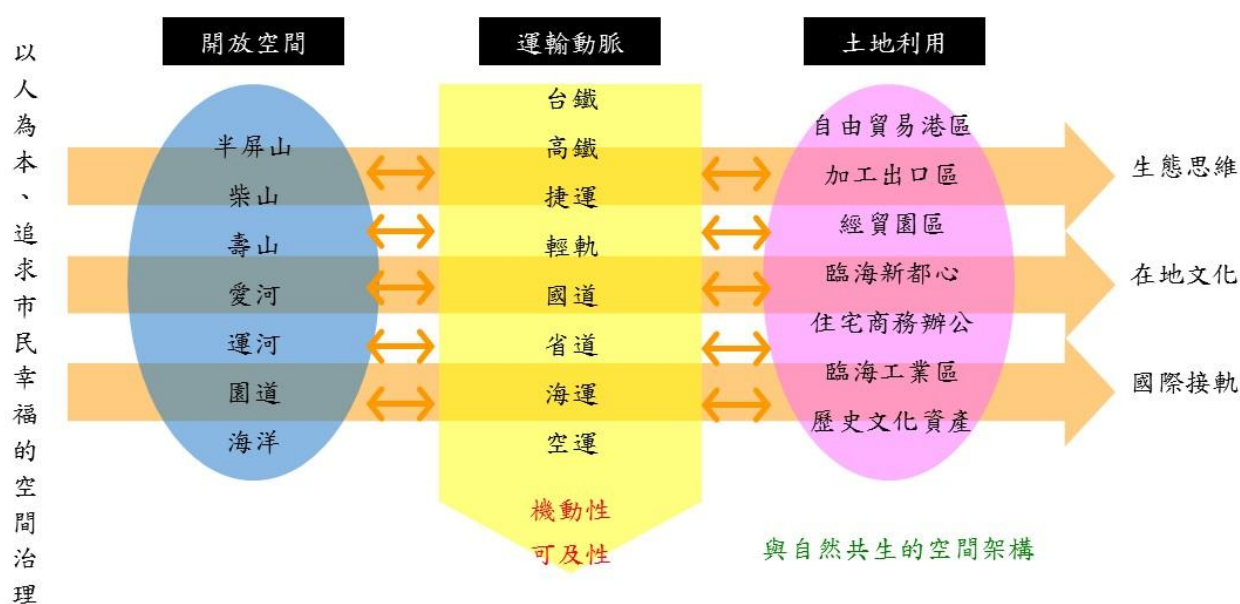 以人為本、追求市民幸福的空間治理
開放空間
半屏山
柴山
壽山
愛河
運河
園道
海洋
運輸動脈
台鐵
高鐵
捷運
輕軌
國道
省道
海運
空運
機動性
可及性
土地利用
自由貿易港區
加工出口區
經貿園區
臨海新都心
住宅商務辦公
臨海工業區
歷史文化資產
與自然共生的空間架構
生態思維
在地文化
國際接軌